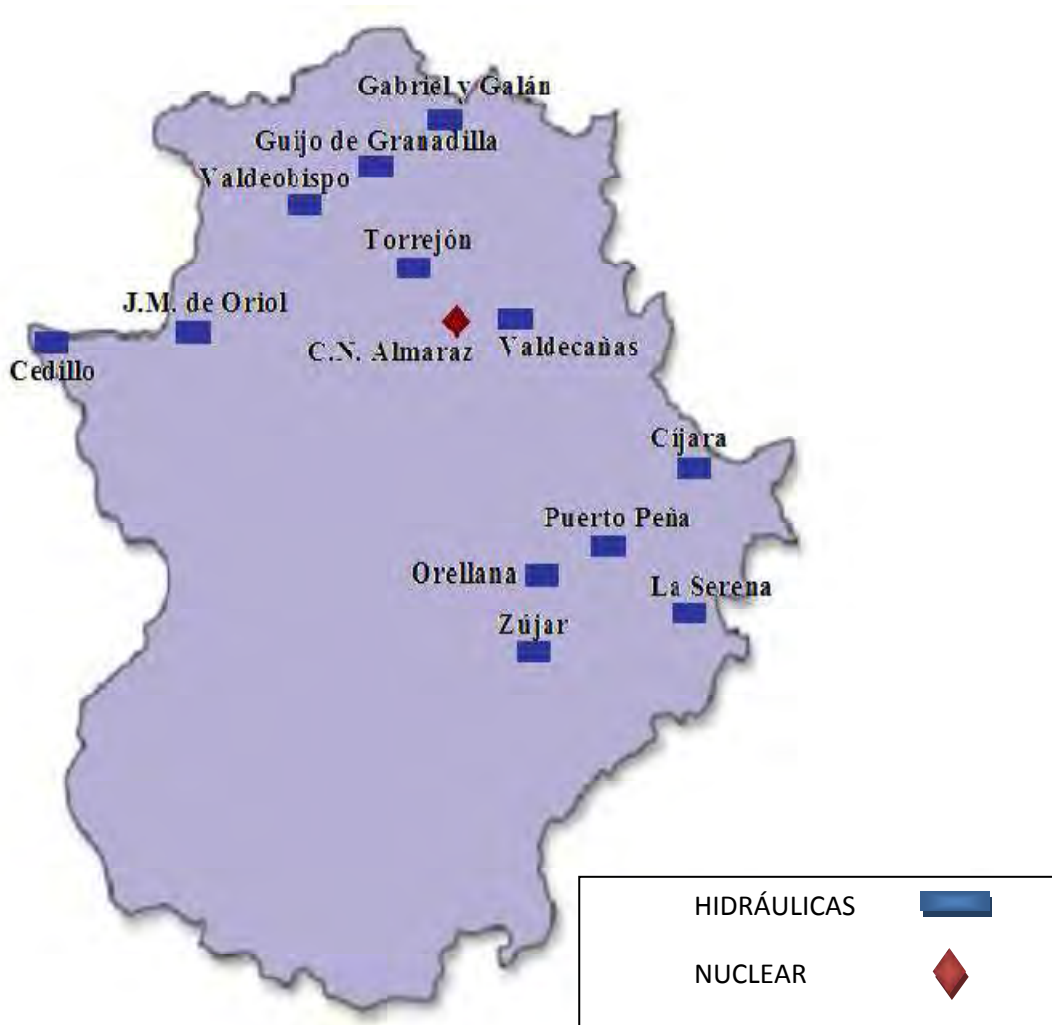 Gabriel y Galán
Guijo de Granadilla
Valdeobispo
Torrejón
J.M. de Oriol
C.N. Almaraz
Valdecañas
Cedillo
Cíjara
Puerto Peña
Orellana
La Serena
Zújar
HIDRÁULICAS
NUCLEAR